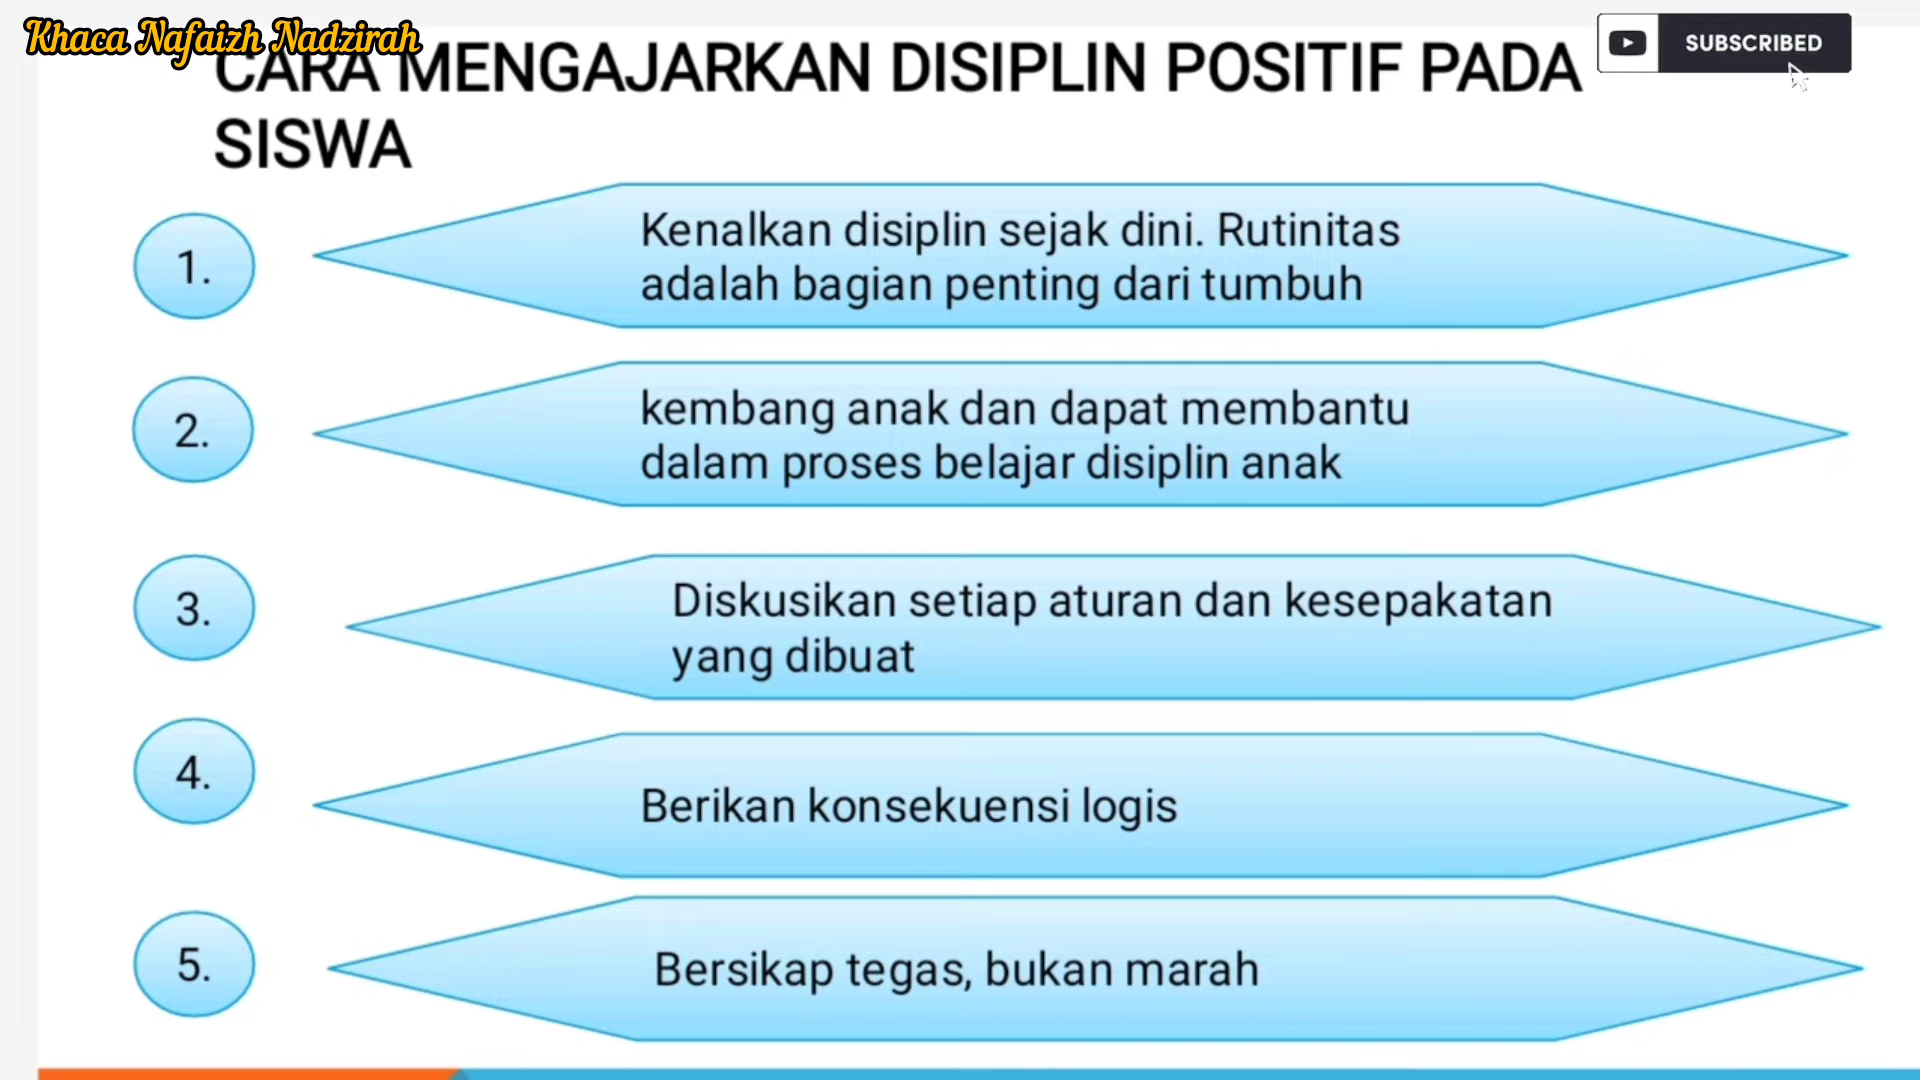 Khaca Nafaizh Nadzirah
SUBSCRIBED
CARA MENGAJARKAN DISIPLIN POSITIF PADA
SISWA
1.
Kenalkan disiplin sejak dini. Rutinitas
adalah bagian penting dari tumbuh
2.
kembang anak dan dapat membantu
dalam proses belajar disiplin anak
3.
Diskusikan setiap aturan dan kesepakatan
yang dibuat
4.
Berikan konsekuensi logis
5.
Bersikap tegas, bukan marah